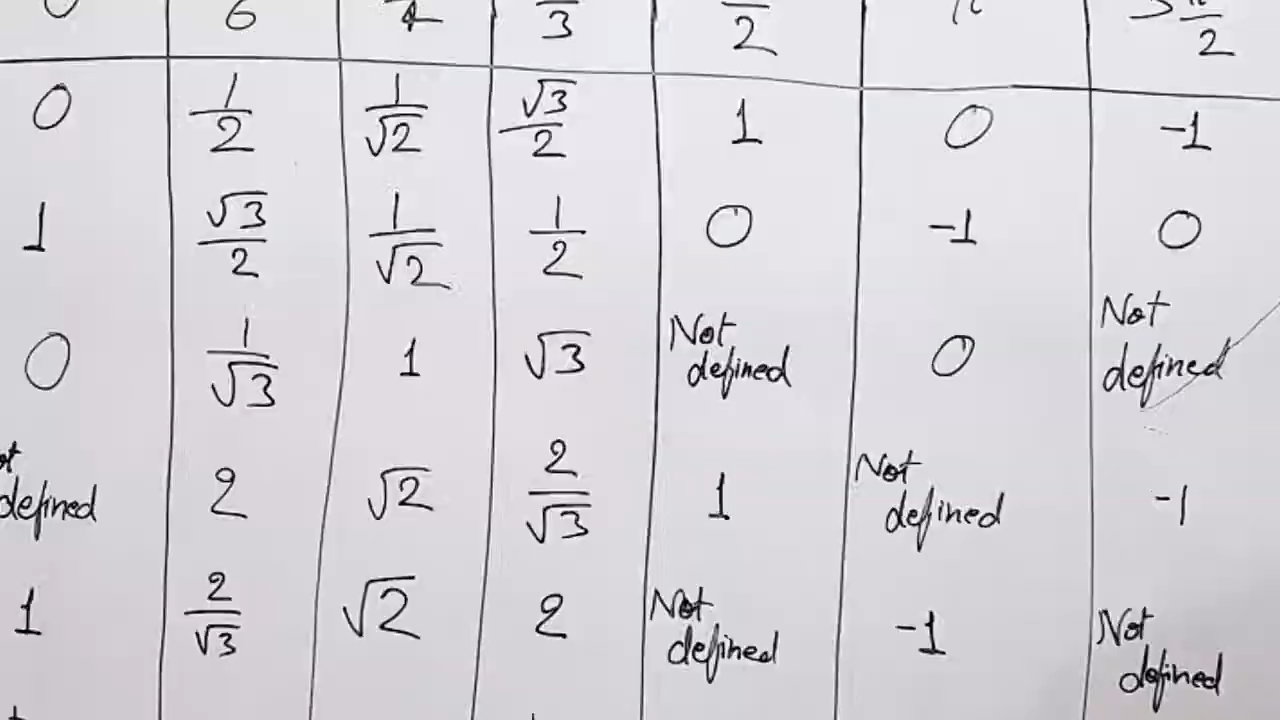 0 6 4 3 2 π 3π/2
0 1/2 1/√2 √3/2 1 0 -1
1 √3/2 1/√2 1/2 0 -1 0
0 1/√3 1 √3 Not defined 0 Not defined
defined 2 √2 2/√3 1 Not defined -1
1 2/√3 √2 2 Not defined -1 Not defined